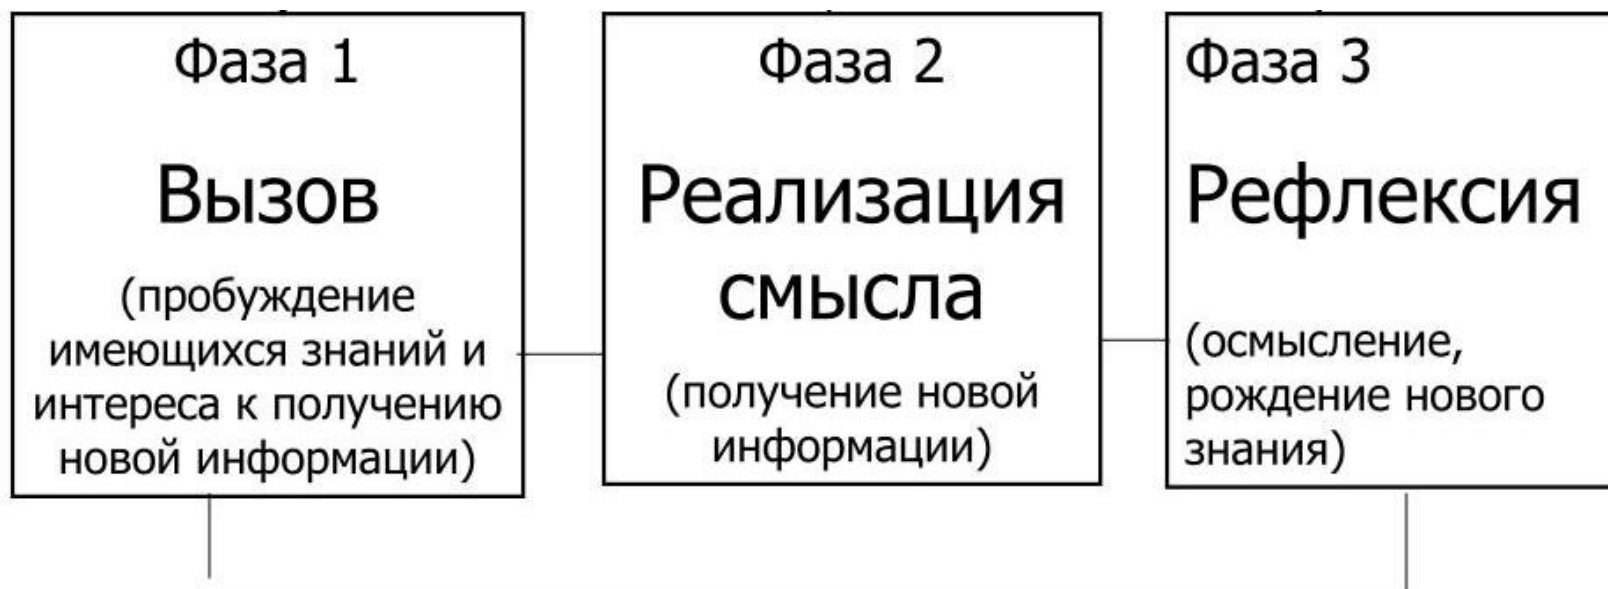 Фаза 1
Вызов
(пробуждение
имеющихся знаний и
интереса к получению
новой информации)
Фаза 2
Реализация
смысла
(получение новой
информации)
Фаза 3
Рефлексия
(осмысление,
рождение нового
знания)